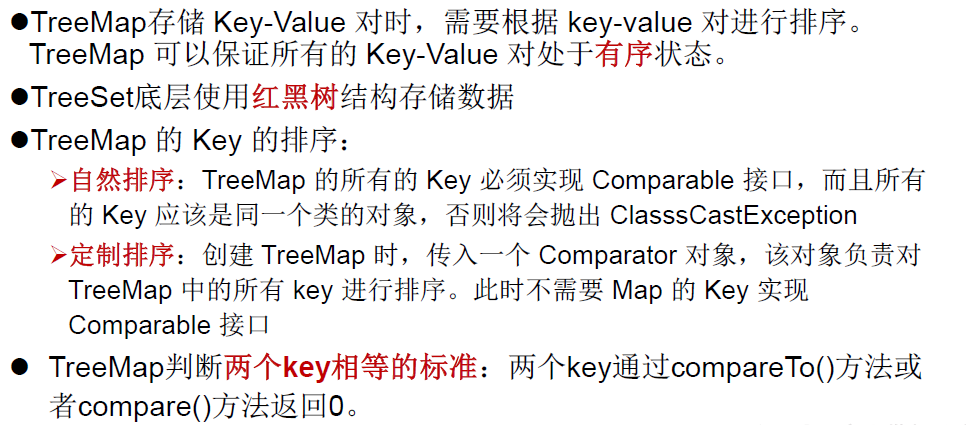 ●TreeMap存储 Key-Value 对时，需要根据 key-value 对进行排序。
TreeMap 可以保证所有的 Key-Value 对处于有序状态。
●TreeSet底层使用红黑树结构存储数据
●TreeMap 的 Key 的排序：
➢自然排序：TreeMap 的所有的 Key 必须实现 Comparable 接口，而且所有
的 Key 应该是同一个类的对象，否则将会抛出 ClasssCastException
➢定制排序：创建 TreeMap 时，传入一个 Comparator 对象，该对象负责对
TreeMap 中的所有 key 进行排序。此时不需要 Map 的 Key 实现
Comparable 接口
● TreeMap判断两个key相等的标准：两个key通过compareTo()方法或
者compare()方法返回0。